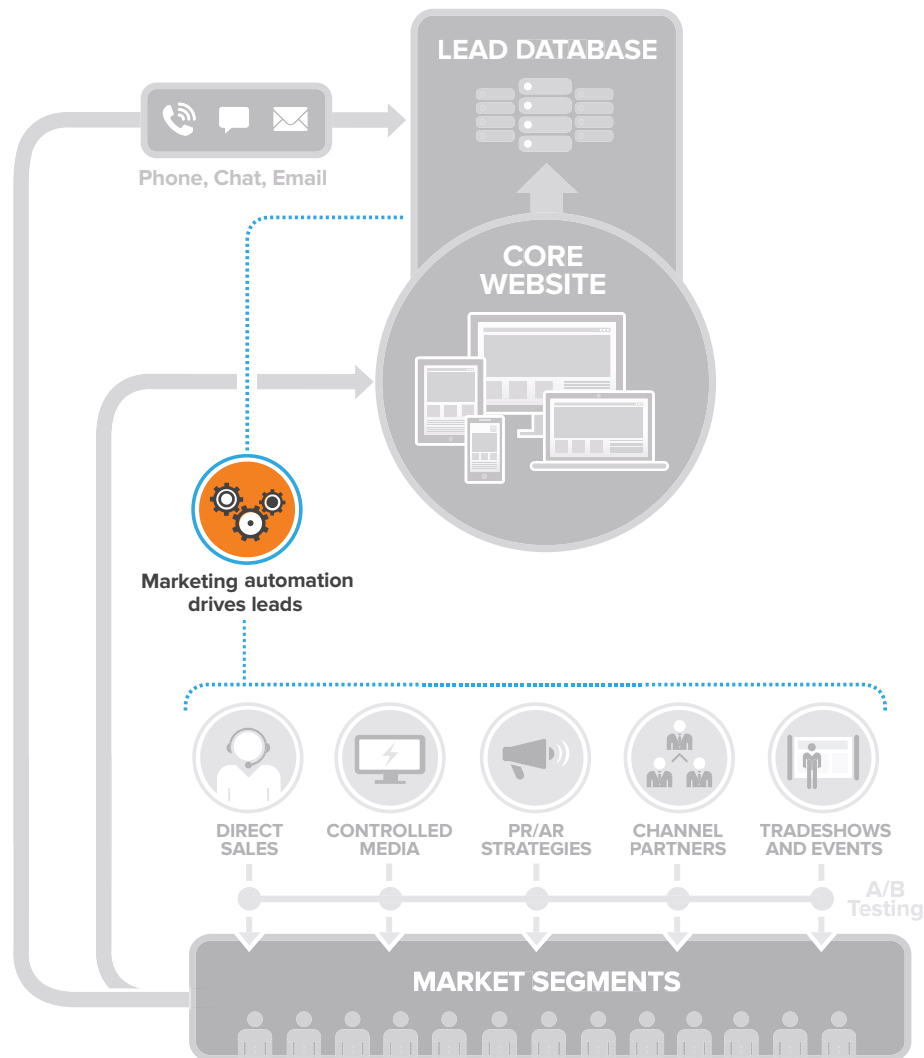 LEAD DATABASE
Phone, Chat, Email
CORE
WEBSITE
Marketing automation
drives leads
DIRECT
SALES
CONTROLLED
MEDIA
PR/AR
STRATEGIES
CHANNEL
PARTNERS
TRADESHOWS
AND EVENTS
A/B
Testing
MARKET SEGMENTS